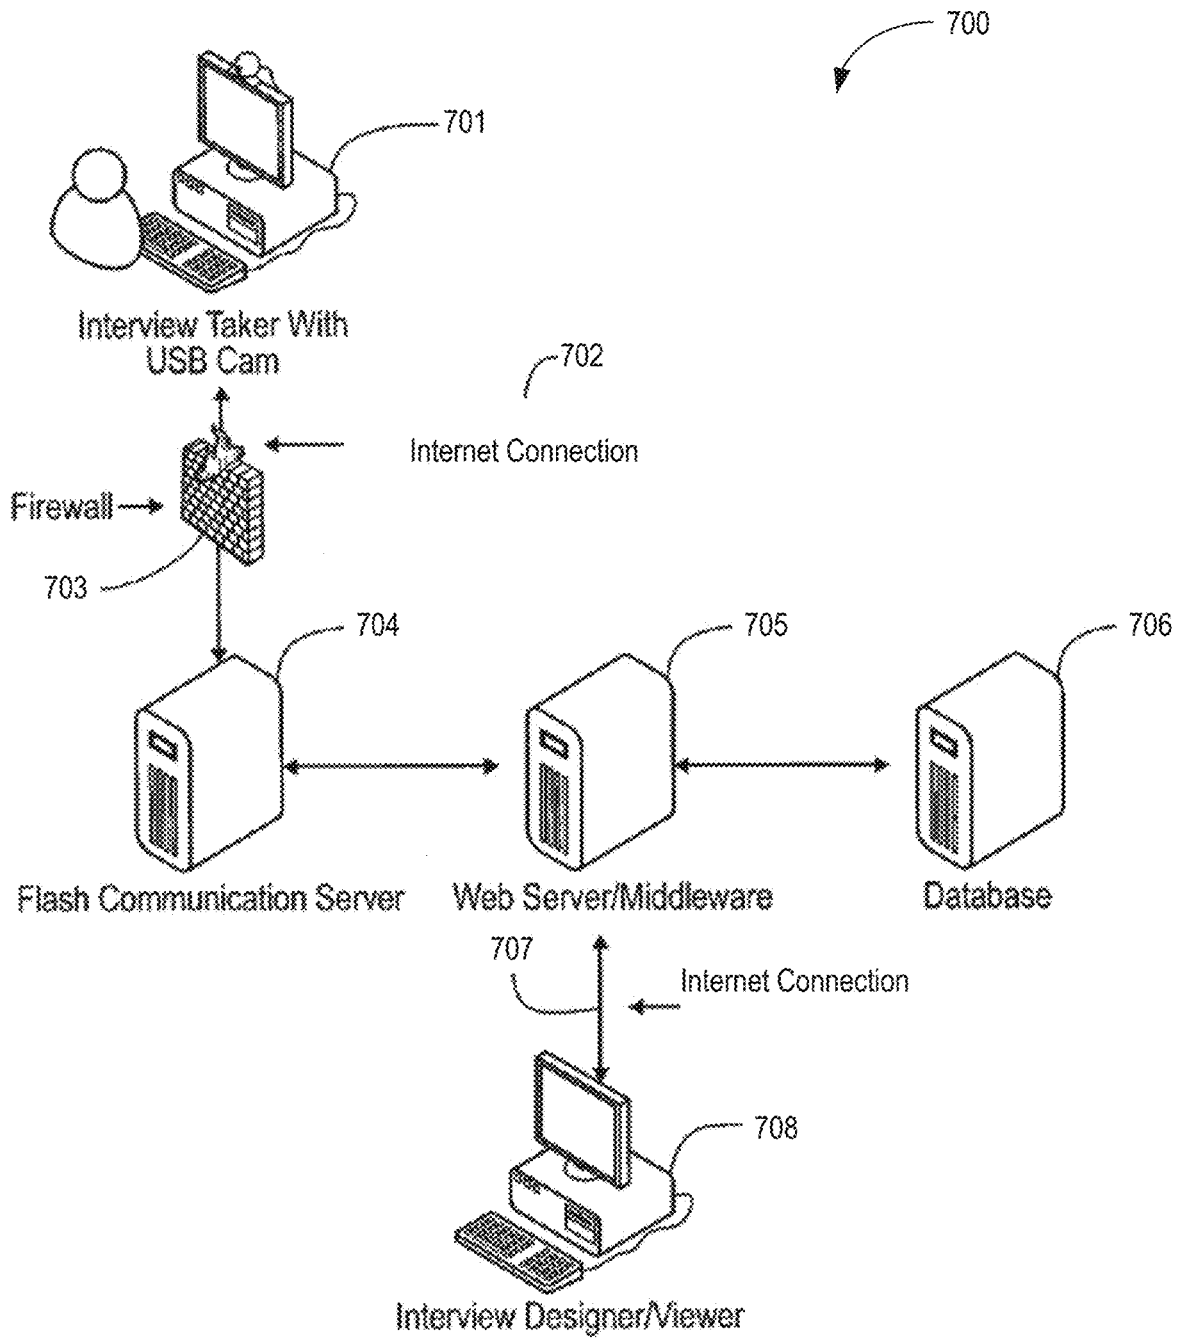 700
701
Interview Taker With
USB Cam
702
Internet Connection
Firewall
703
704
705
706
Flash Communication Server
Web Server/Middleware
Database
707
Internet Connection
708
Interview Designer/Viewer